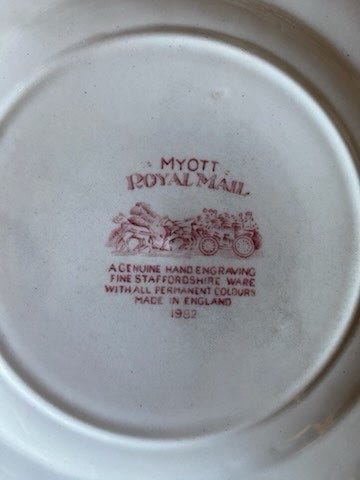 MYOTT
ROYAL MAIL
A GENUINE HAND ENGRAVING
FINE STAFFORDSHIRE WARE
WITH ALL PERMANENT COLOURS
MADE IN ENGLAND
1982